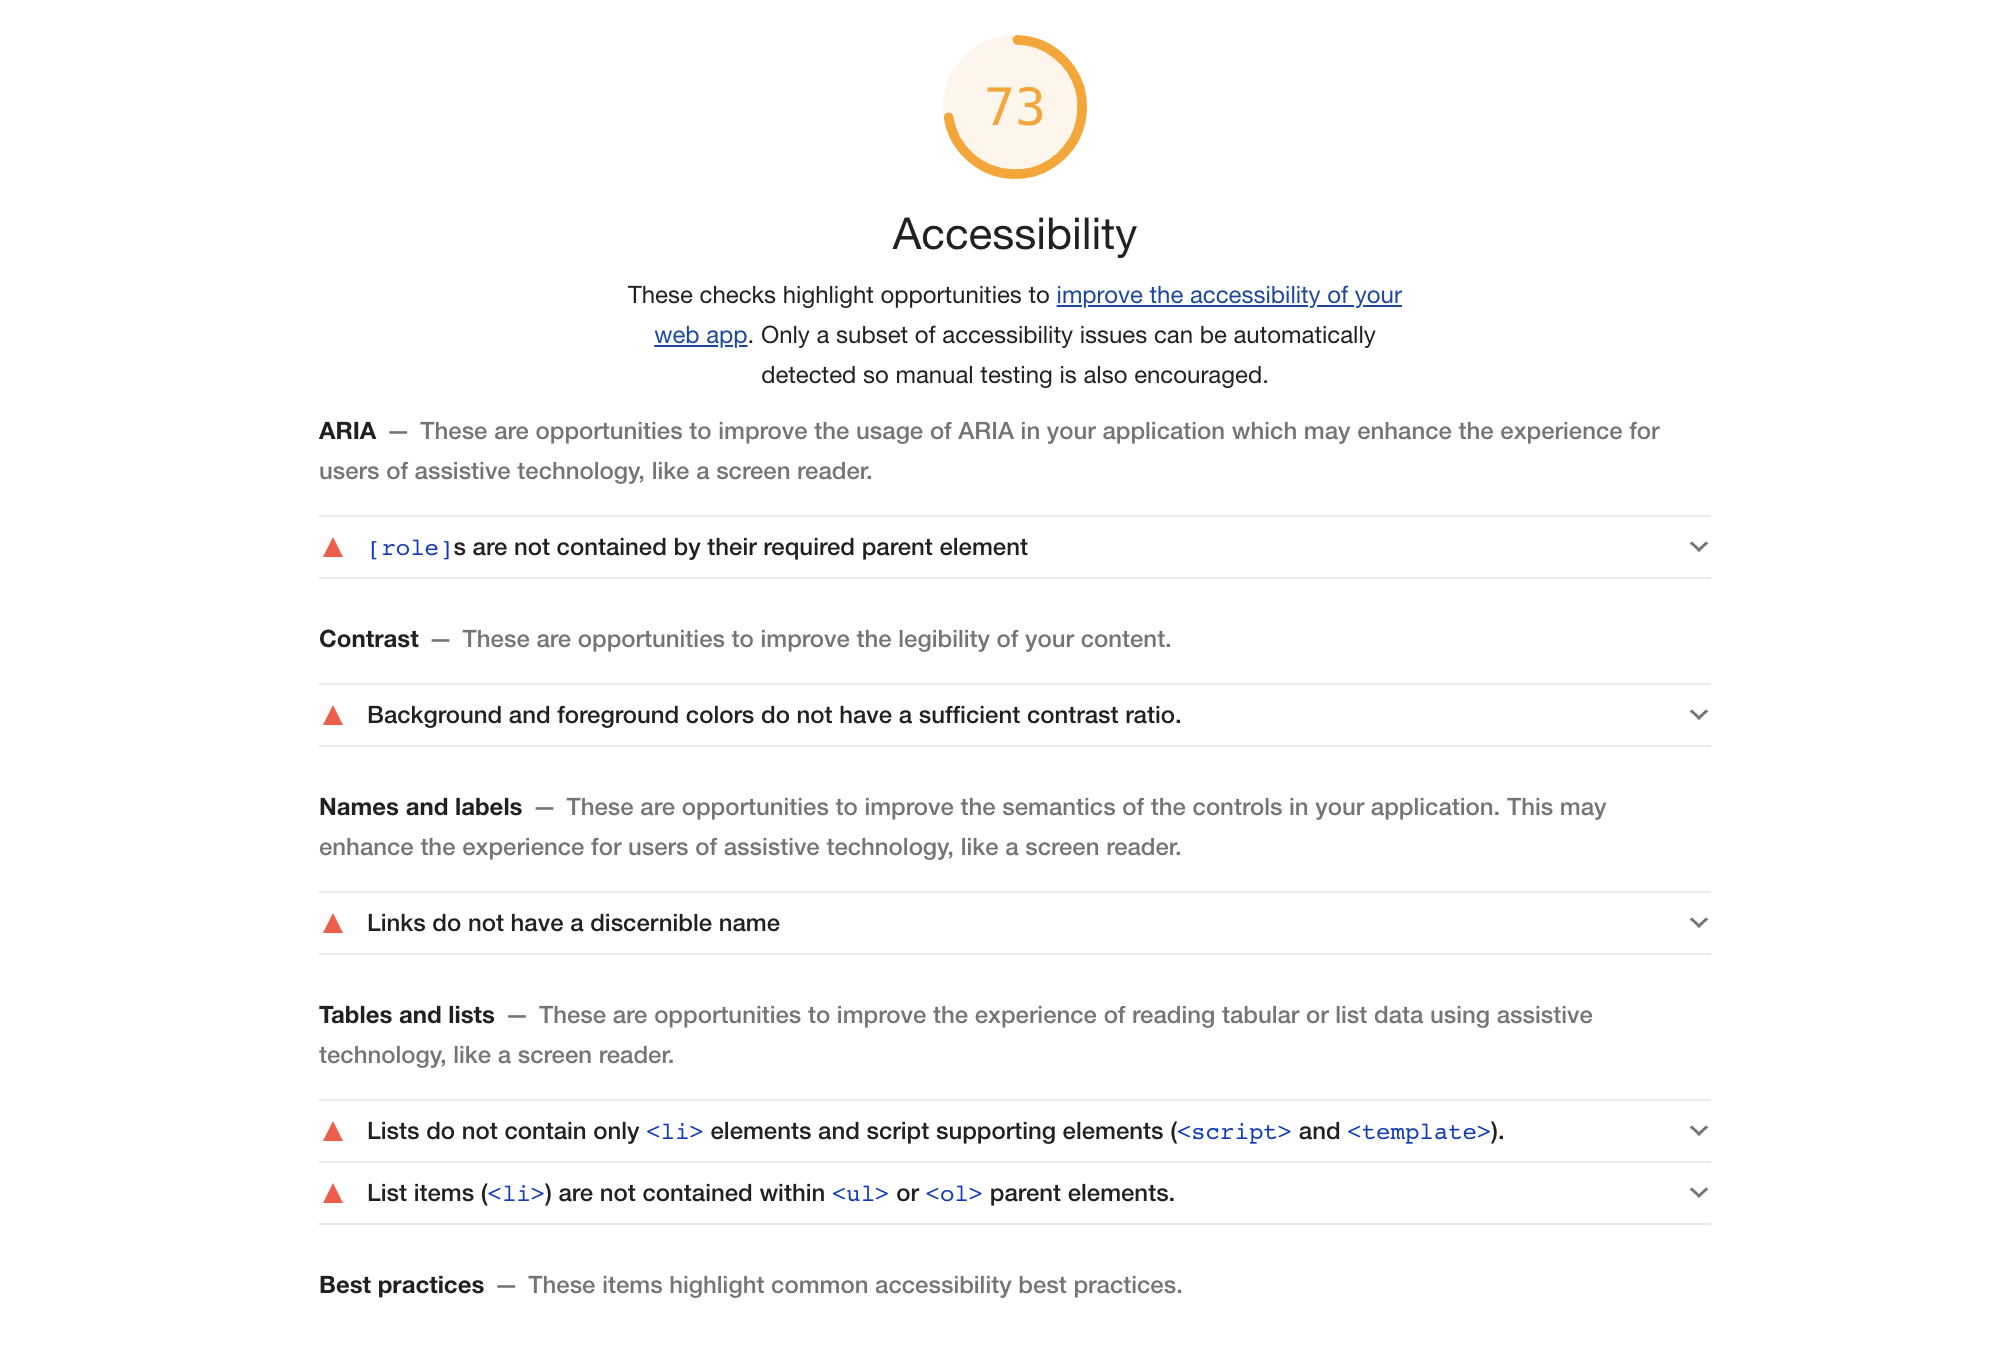 73
Accessibility
These checks highlight opportunities to improve the accessibility of your
web app. Only a subset of accessibility issues can be automatically
detected so manual testing is also encouraged.
ARIA — These are opportunities to improve the usage of ARIA in your application which may enhance the experience for
users of assistive technology, like a screen reader.
[role]s are not contained by their required parent element
Contrast — These are opportunities to improve the legibility of your content.
Background and foreground colors do not have a sufficient contrast ratio.
Names and labels — These are opportunities to improve the semantics of the controls in your application. This may
enhance the experience for users of assistive technology, like a screen reader.
Links do not have a discernible name
Tables and lists — These are opportunities to improve the experience of reading tabular or list data using assistive
technology, like a screen reader.
Lists do not contain only <li> elements and script supporting elements (<script> and <template>).
List items (<li>) are not contained within <ul> or <ol> parent elements.
Best practices — These items highlight common accessibility best practices.